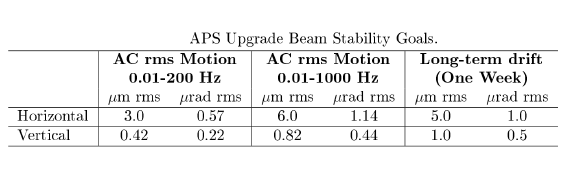 APS Upgrade Beam Stability Goals.
AC rms Motion AC rms Motion Long-term drift
0.01-200 Hz 0.01-1000 Hz (One Week)
μm rms μrad rms μm rms μrad rms μm rms μrad rms
Horizontal 3.0 0.57 6.0 1.14 5.0 1.0
Vertical 0.42 0.22 0.82 0.44 1.0 0.5